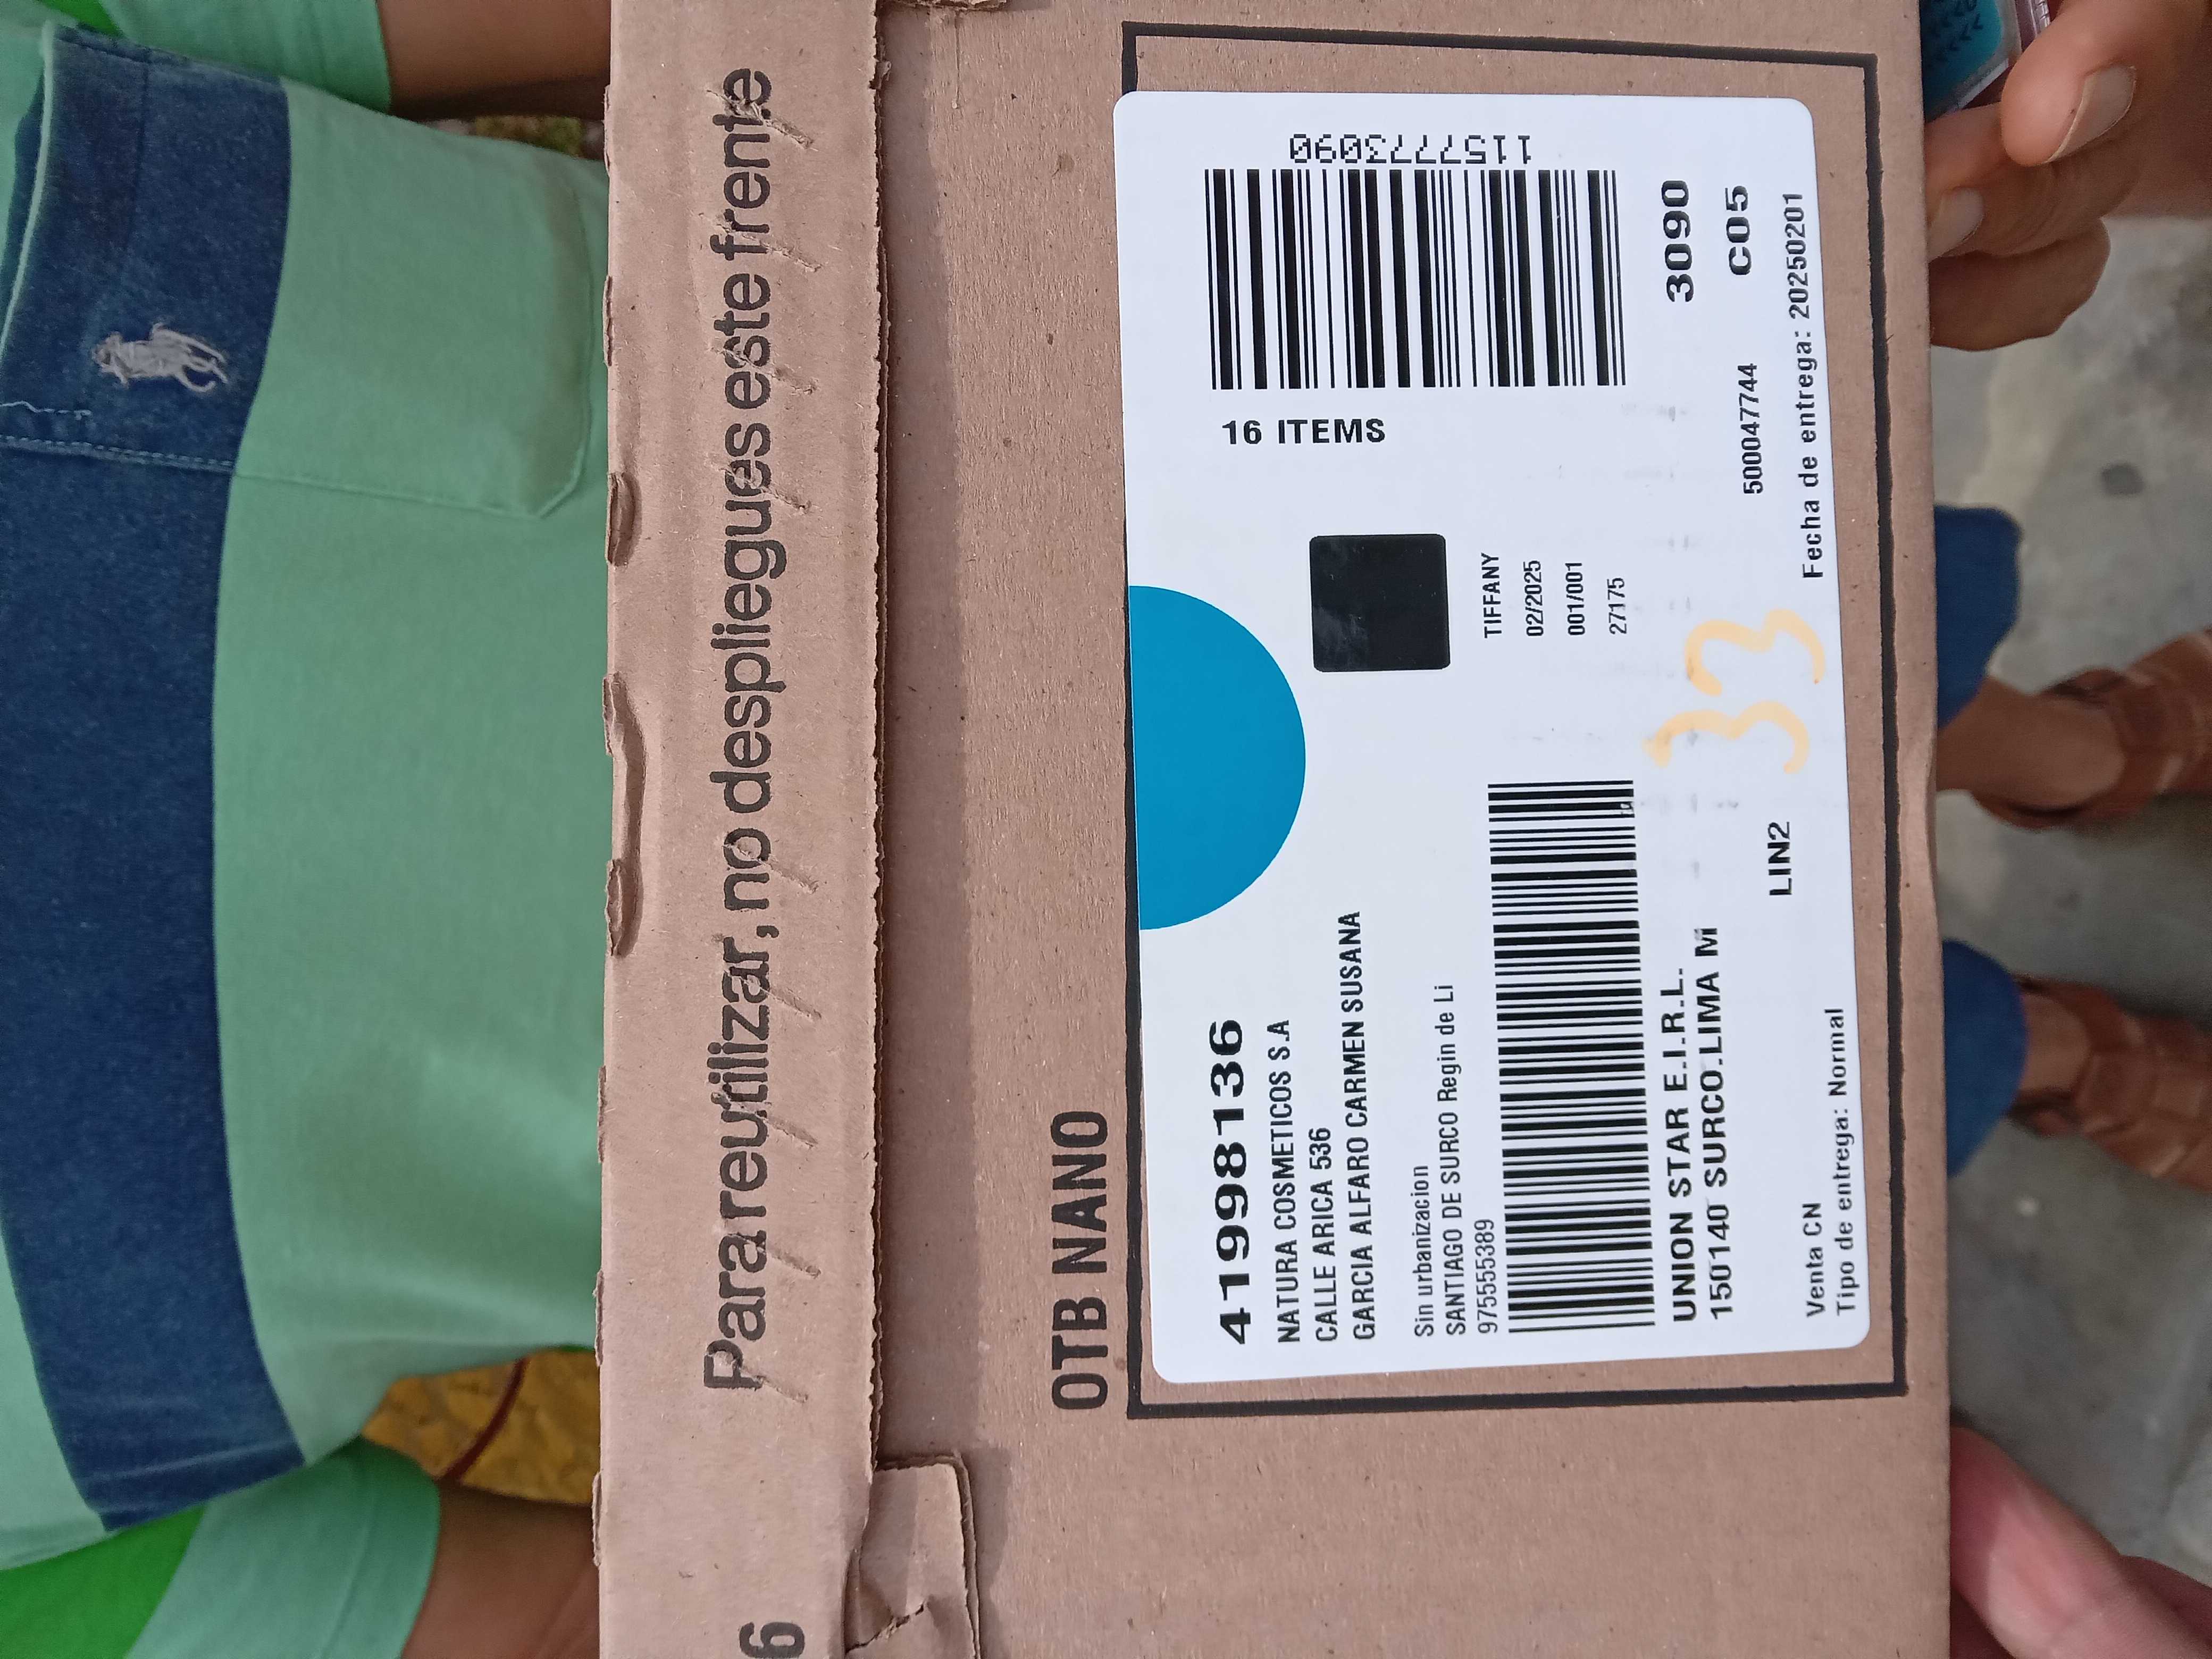 6
Para reutilizar, no despliegues este frente
OTB NANO
41998136
NATURA COSMETICOS S.A
CALLE ARICA 536
GARCIA ALFARO CARMEN SUSANA
Sin urbanizacion
SANTIAGO DE SURCO Regin de Li
975555389
UNION STAR E.I.R.L.
150140 SURCO.LIMA M
LIN2
Venta CN
Tipo de entrega: Normal
16 ITEMS
1157773090
TIFFANY
02/2025
001/001
27175
33
3090
C05
500047744
Fecha de entrega: 20250201